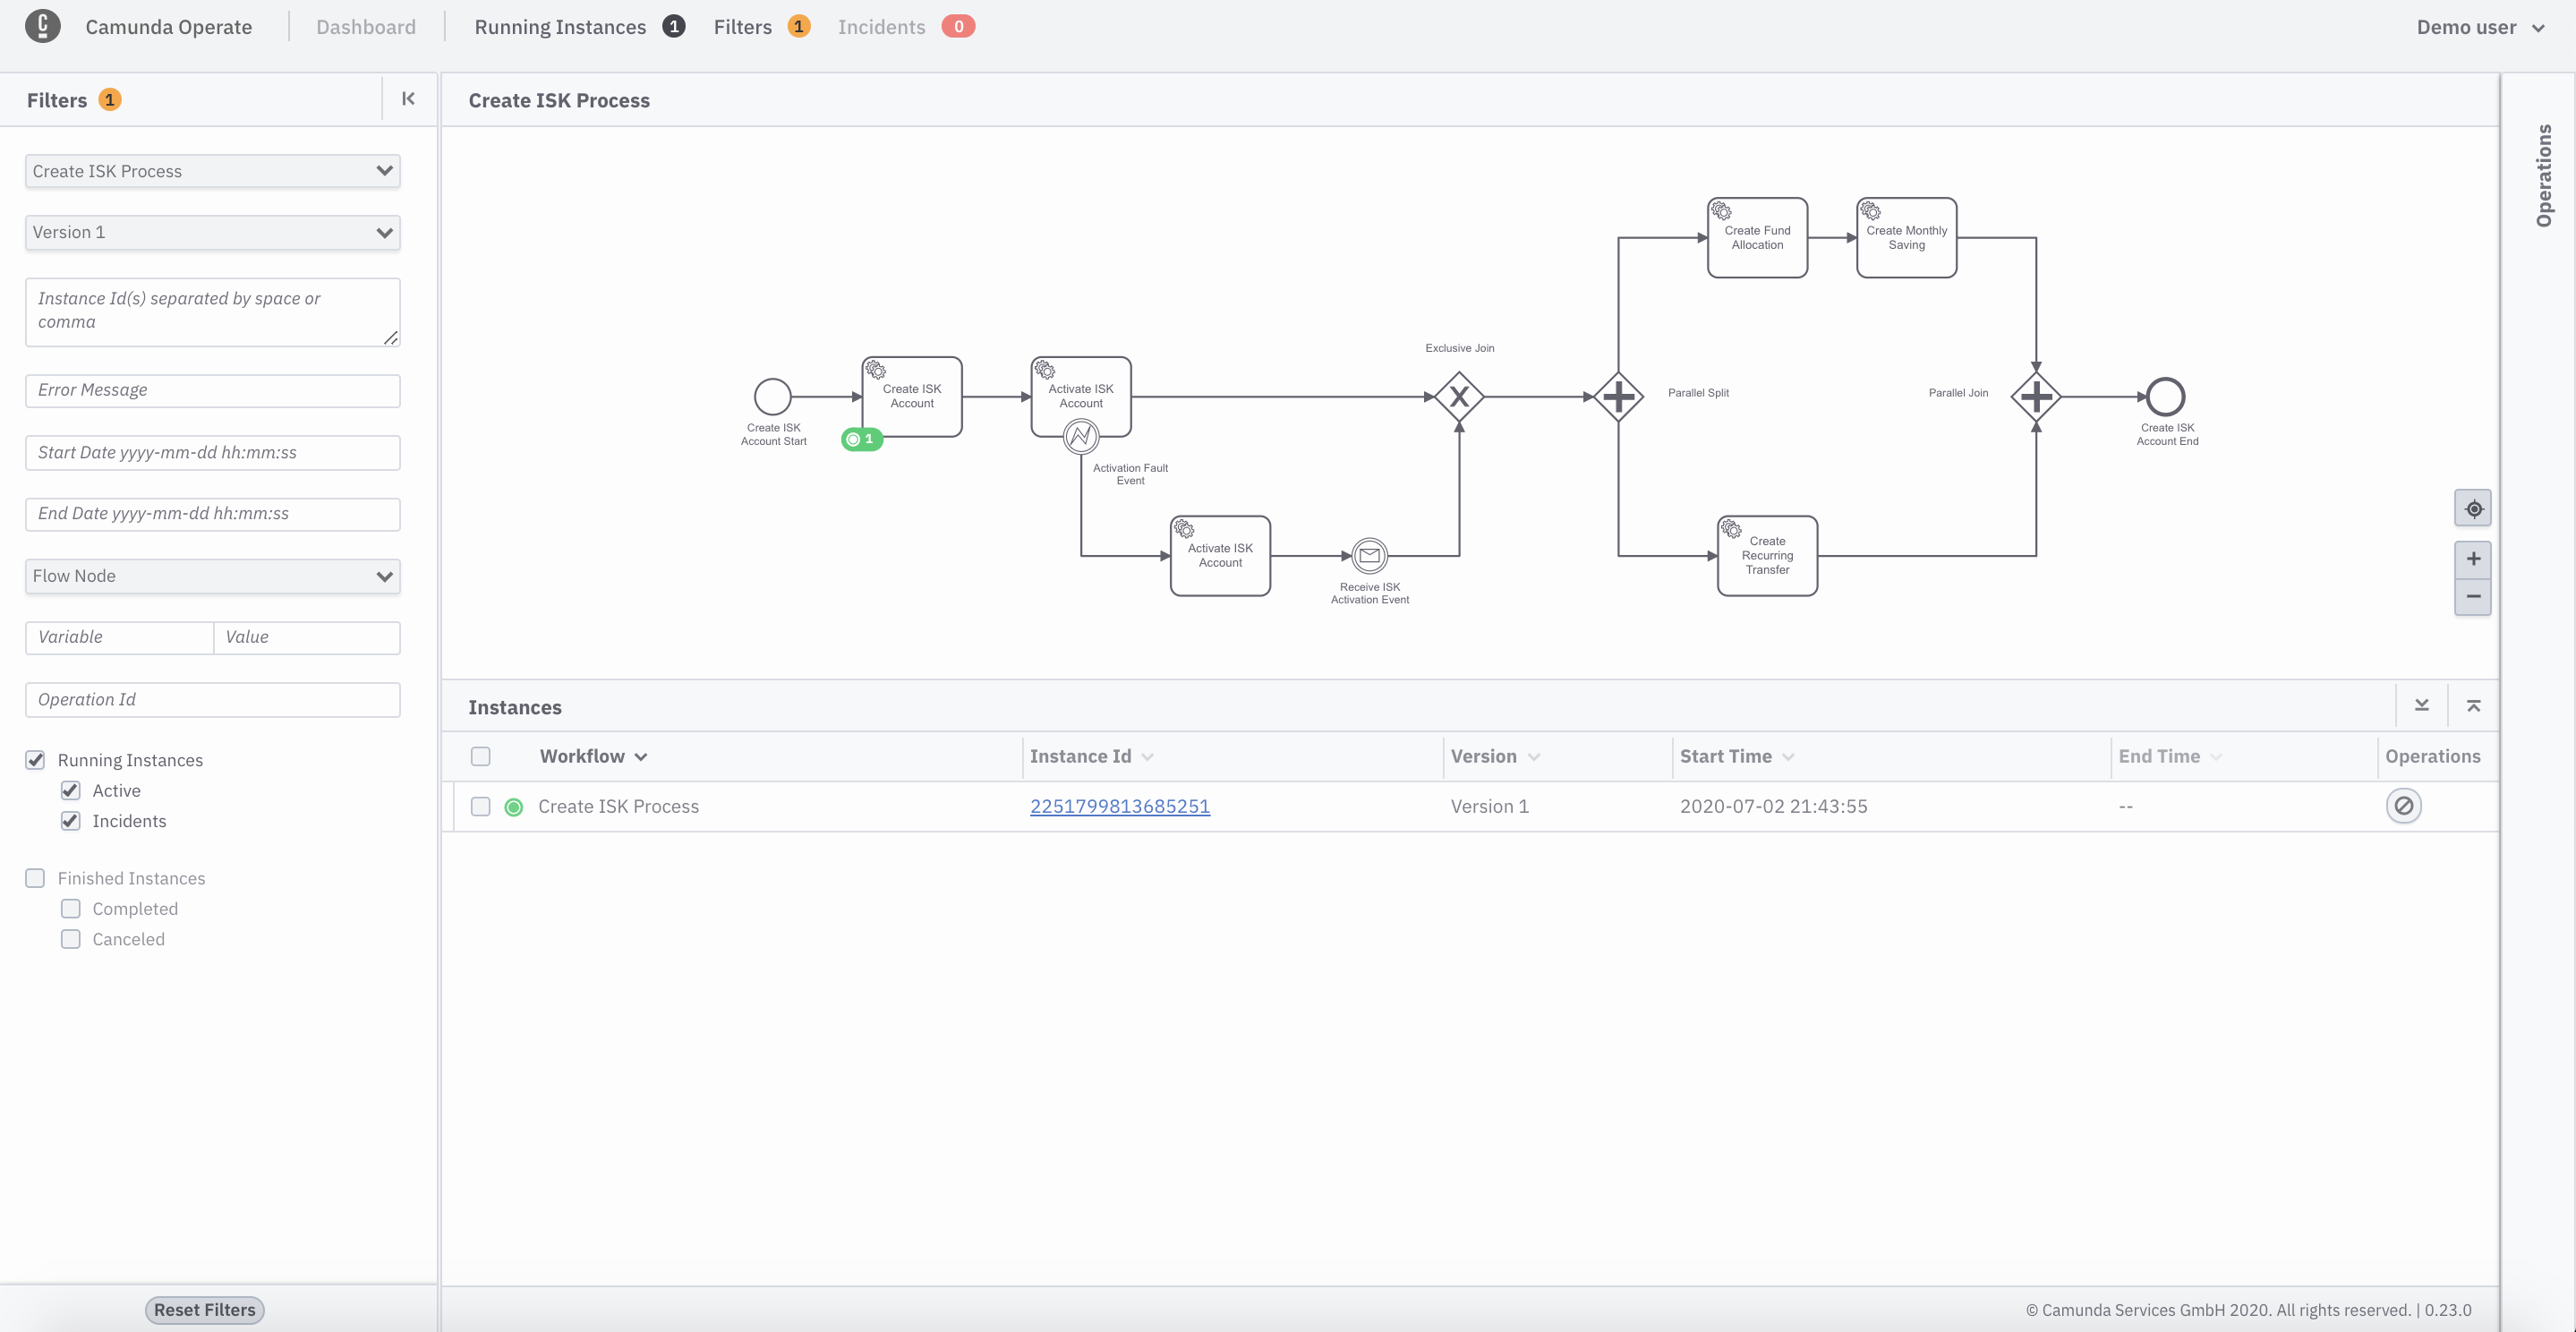 Camunda Operate
Dashboard
Running Instances 1
Filters 1
Incidents 0
Demo user
Filters 1
Create ISK Process
Version 1
Instance Id(s) separated by space or
comma
Error Message
Start Date yyyy-mm-dd hh:mm:ss
End Date yyyy-mm-dd hh:mm:ss
Flow Node
Variable
Value
Operation Id
Running Instances
Active
Incidents
Finished Instances
Completed
Canceled
Reset Filters
Create ISK Process
Create ISK
Account Start
Create ISK
Account
1
Activate ISK
Account
Activation Fault
Event
Activate ISK
Account
Receive ISK
Activation Event
Exclusive Join
Parallel Split
Create Fund
Allocation
Create Monthly
Saving
Create
Recurring
Transfer
Parallel Join
Create ISK
Account End
Operations
Instances
Workflow
Instance Id
Version
Start Time
End Time
Operations
Create ISK Process
2251799813685251
Version 1
2020-07-02 21:43:55
--
© Camunda Services GmbH 2020. All rights reserved. | 0.23.0